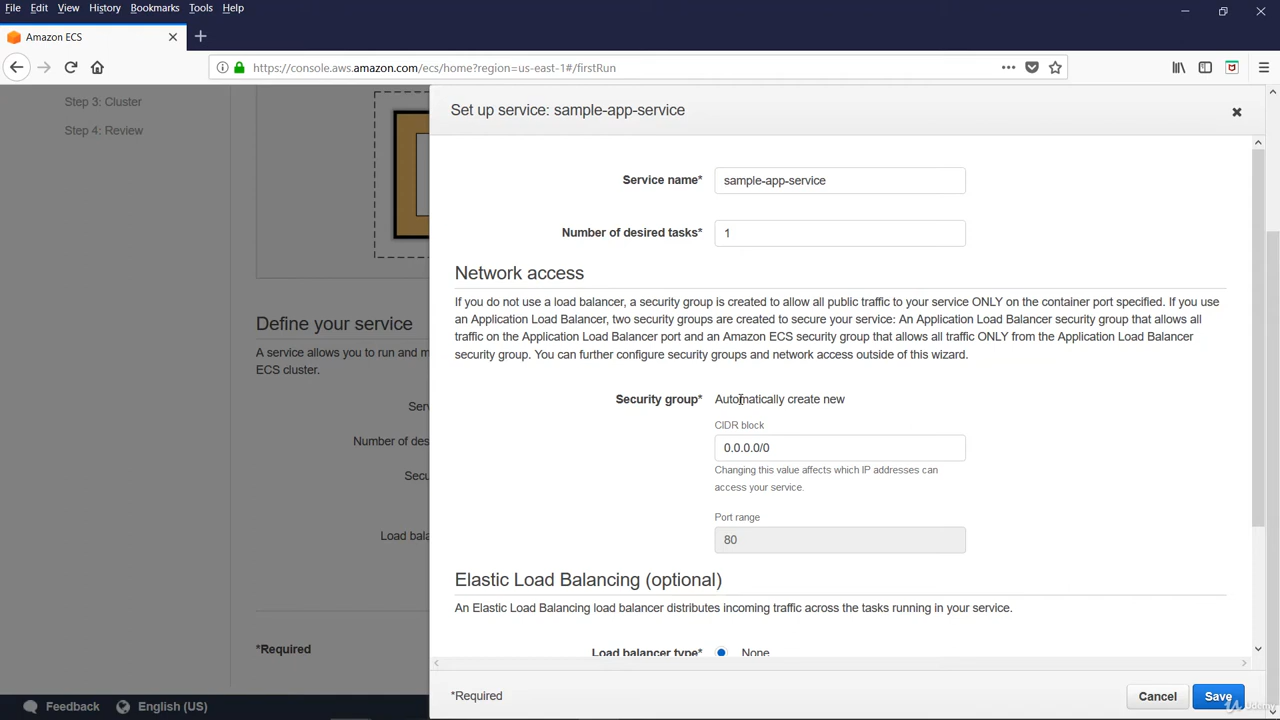 File Edit View History Bookmarks Tools Help
Amazon ECS
https://console.aws.amazon.com/ecs/home?region=us-east-1#/firstRun
Step 3: Cluster
Step 4: Review
Define your service
A service allows you to run and m
ECS cluster.
Serv
Number of des
Secu
Load bala
*Required
Set up service: sample-app-service
Service name* sample-app-service
Number of desired tasks* 1
Network access
If you do not use a load balancer, a security group is created to allow all public traffic to your service ONLY on the container port specified. If you use
an Application Load Balancer, two security groups are created to secure your service: An Application Load Balancer security group that allows all
traffic on the Application Load Balancer port and an Amazon ECS security group that allows all traffic ONLY from the Application Load Balancer
security group. You can further configure security groups and network access outside of this wizard.
Security group* Automatically create new
CIDR block
0.0.0.0/0
Changing this value affects which IP addresses can
access your service.
Port range
80
Elastic Load Balancing (optional)
An Elastic Load Balancing load balancer distributes incoming traffic across the tasks running in your service.
Load balancer type* None
*Required
Cancel Save
Feedback English (US)
Udemy